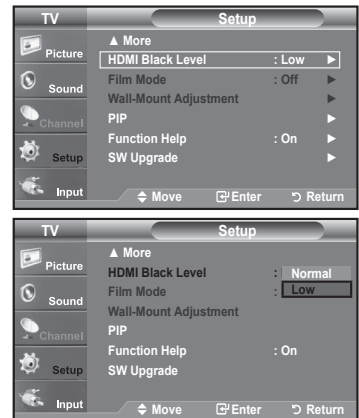 TV Setup
▲ More
Picture
HDMI Black Level : Low ►
Film Mode : Off ►
Sound
Wall-Mount Adjustment ►
Channel
PIP ►
Function Help : On ►
Setup
SW Upgrade ►
Input
Move Enter Return
TV Setup
▲ More
Picture
HDMI Black Level : Normal
Film Mode : Low
Sound
Wall-Mount Adjustment
Channel
PIP
Function Help : On
Setup
SW Upgrade
Input
Move Enter Return